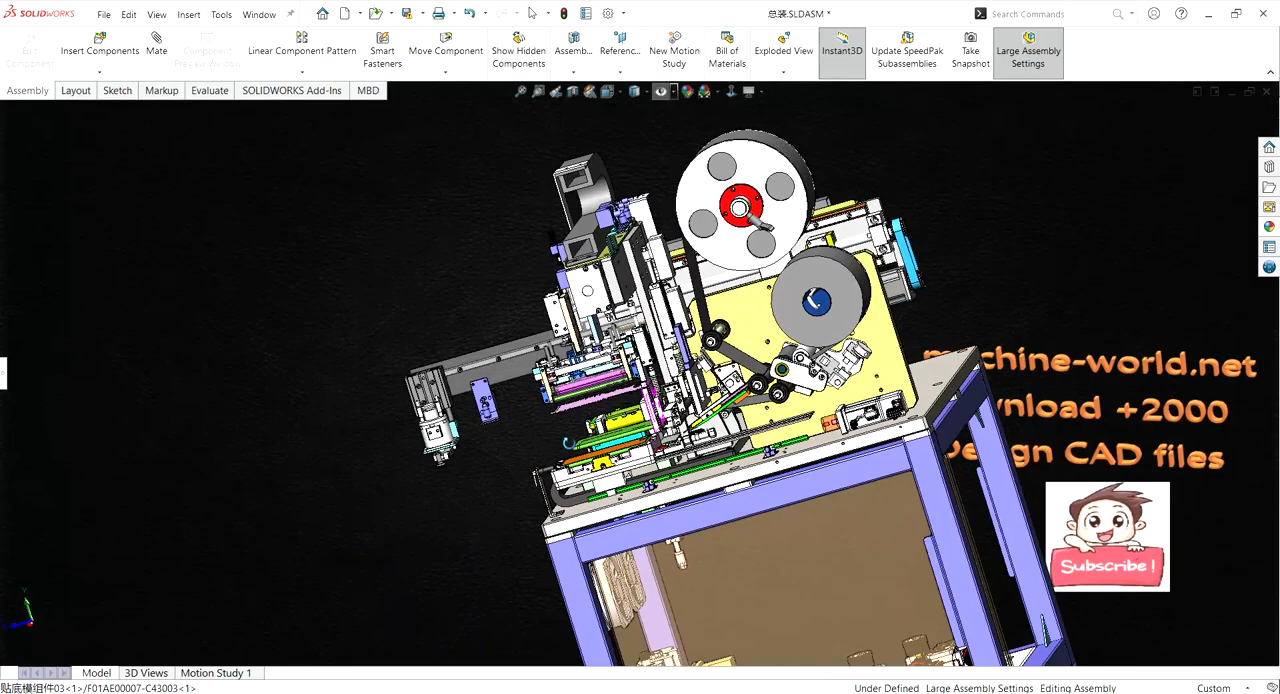 SOLIDWORKS File Edit View Insert Tools Window 总装.SLDASM * Search Commands
Edit Component
Insert Components
Mate
Component Preview Window
Linear Component Pattern
Smart Fasteners
Move Component
Show Hidden Components
Assemb...
Referenc...
New Motion Study
Bill of Materials
Exploded View
Instant3D
Update SpeedPak Subassemblies
Take Snapshot
Large Assembly Settings
Assembly Layout Sketch Markup Evaluate SOLIDWORKS Add-Ins MBD
chine-world.net
wnload +2000
CAD files
Subscribe !
Model 3D Views Motion Study 1
贴底模组件03<1>/F01AE00007-C43003<1> Under Defined Large Assembly Settings Editing Assembly Custom